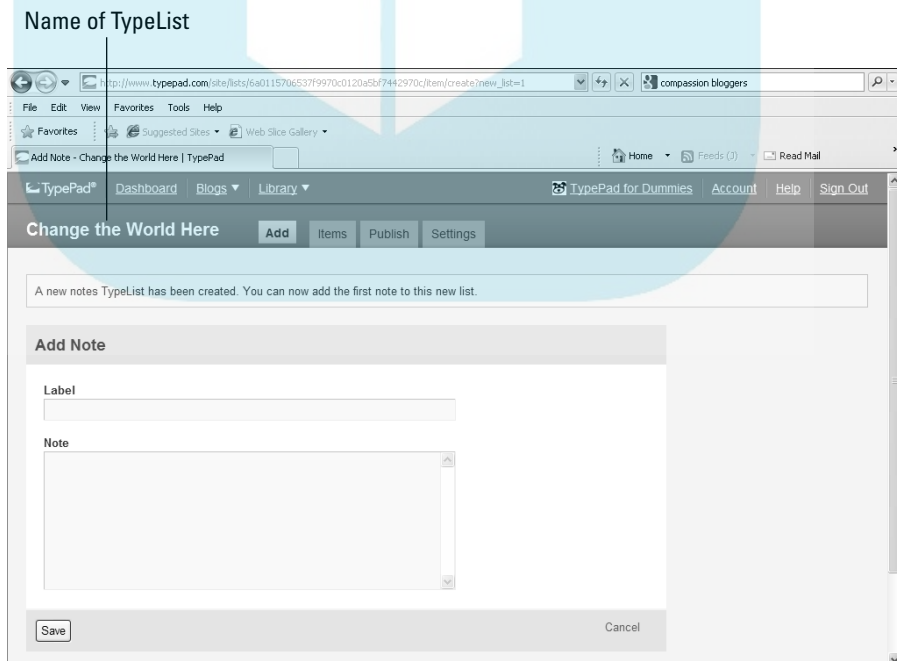 Name of TypeList
http://www.typepad.com/site/lists/6a0115706537f9970c0120a5bf7442970c/item/create?new_list=1 compassion bloggers
File Edit View Favorites Tools Help
Favorites Suggested Sites Web Slice Gallery
Add Note - Change the World Here | TypePad Home Feeds (J) Read Mail
TypePad® Dashboard Blogs Library TypePad for Dummies Account Help Sign Out
Change the World Here Add Items Publish Settings
A new notes TypeList has been created. You can now add the first note to this new list.
Add Note
Label
Note
Save Cancel